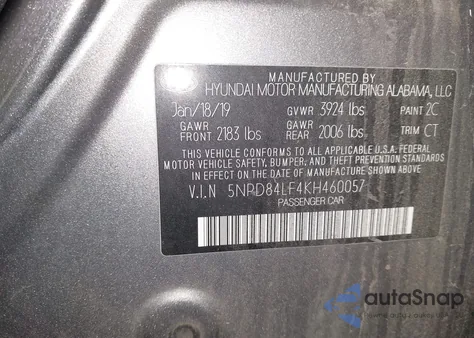 MANUFACTURED BY
HYUNDAI MOTOR MANUFACTURING ALABAMA, LLC
Jan/18/19 GVWR 3924 lbs PAINT 2C
GAWR FRONT 2183 lbs GAWR REAR 2006 lbs TRIM CT
THIS VEHICLE CONFORMS TO ALL APPLICABLE U.S. FEDERAL
MOTOR VEHICLE SAFETY, BUMPER, AND THEFT PREVENTION STANDARDS
IN EFFECT ON THE DATE OF MANUFACTURE SHOWN ABOVE.
V.I.N 5NPD84LF4KH460057
PASSENGER CAR
autaSnap